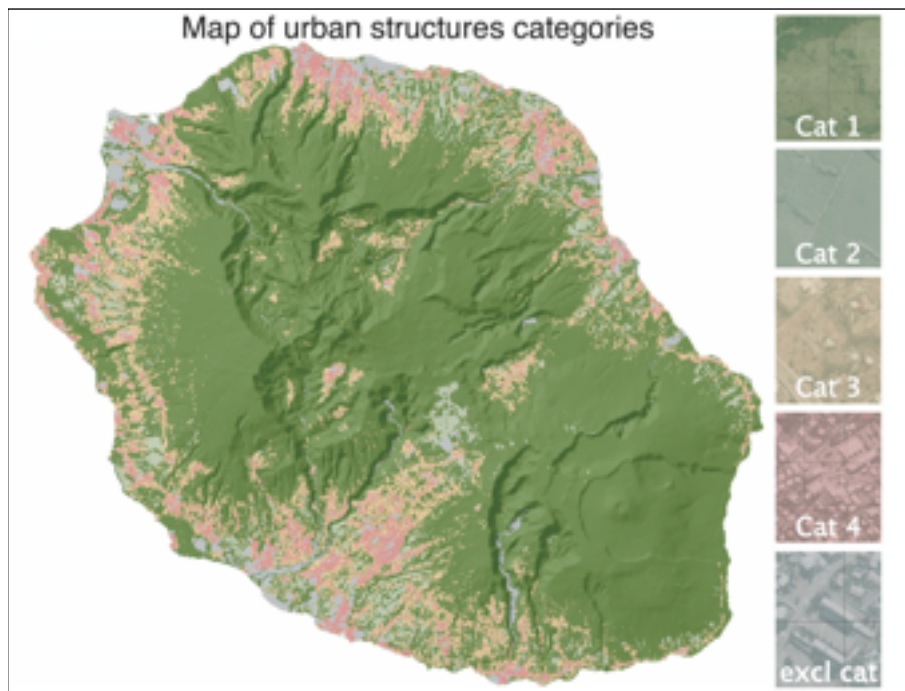 Map of urban structures categories
Cat 1
Cat 2
Cat 3
Cat 4
excl cat